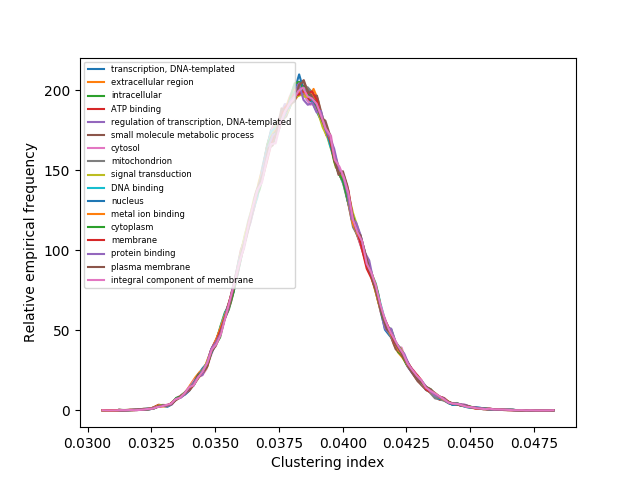 transcription, DNA-templated
extracellular region
intracellular
ATP binding
regulation of transcription, DNA-templated
small molecule metabolic process
cytosol
mitochondrion
signal transduction
DNA binding
nucleus
metal ion binding
cytoplasm
membrane
protein binding
plasma membrane
integral component of membrane
200
150
100
50
0
Relative empirical frequency
0.0300 0.0325 0.0350 0.0375 0.0400 0.0425 0.0450 0.0475
Clustering index